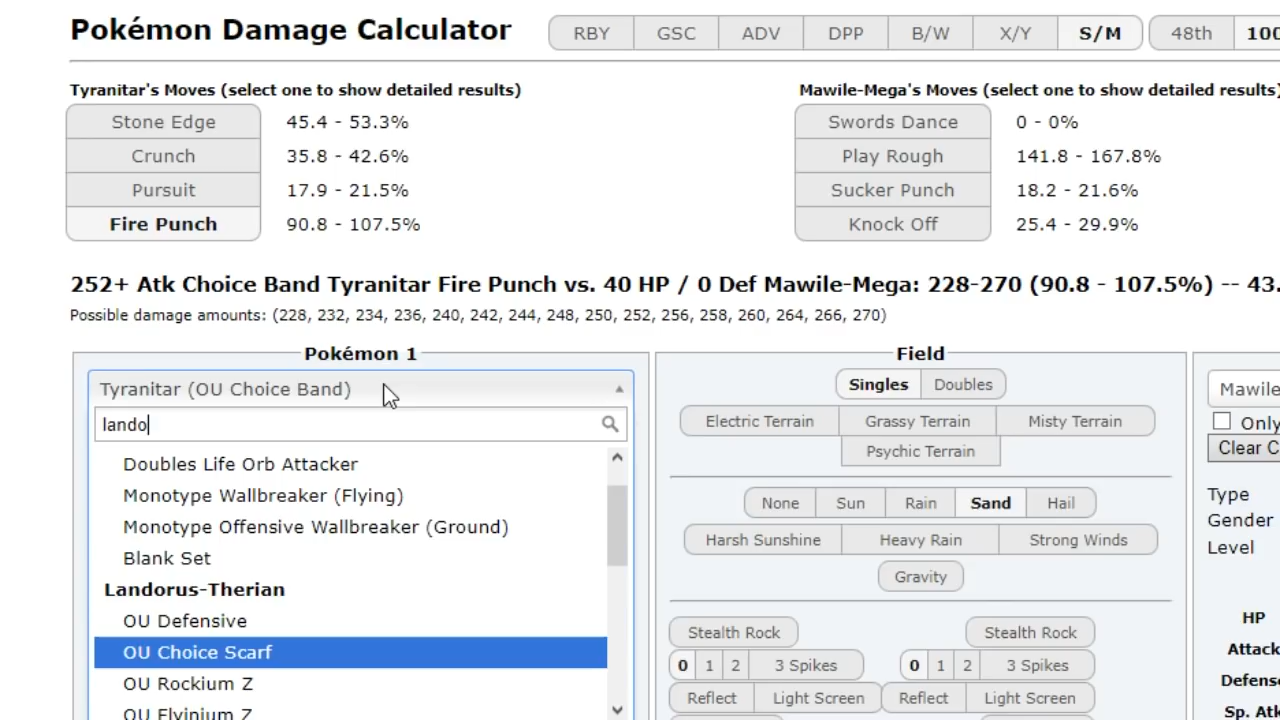 Pokémon Damage Calculator
RBY GSC ADV DPP B/W X/Y S/M 48th 100
Tyranitar's Moves (select one to show detailed results)
Stone Edge 45.4 - 53.3%
Crunch 35.8 - 42.6%
Pursuit 17.9 - 21.5%
Fire Punch 90.8 - 107.5%
Mawile-Mega's Moves (select one to show detailed results)
Swords Dance 0 - 0%
Play Rough 141.8 - 167.8%
Sucker Punch 18.2 - 21.6%
Knock Off 25.4 - 29.9%
252+ Atk Choice Band Tyranitar Fire Punch vs. 40 HP / 0 Def Mawile-Mega: 228-270 (90.8 - 107.5%) -- 43.
Possible damage amounts: (228, 232, 234, 236, 240, 242, 244, 248, 250, 252, 256, 258, 260, 264, 266, 270)
Pokémon 1
Tyranitar (OU Choice Band)
lando
Doubles Life Orb Attacker
Monotype Wallbreaker (Flying)
Monotype Offensive Wallbreaker (Ground)
Blank Set
Landorus-Therian
OU Defensive
OU Choice Scarf
OU Rockium Z
OU Flyinium Z
Field
Singles Doubles
Electric Terrain Grassy Terrain Misty Terrain
Psychic Terrain
None Sun Rain Sand Hail
Harsh Sunshine Heavy Rain Strong Winds
Gravity
Stealth Rock Stealth Rock
0 1 2 3 Spikes 0 1 2 3 Spikes
Reflect Light Screen Reflect Light Screen
Mawile
Only
Clear C
Type
Gender
Level
HP
Attack
Defense
Sp. Atk